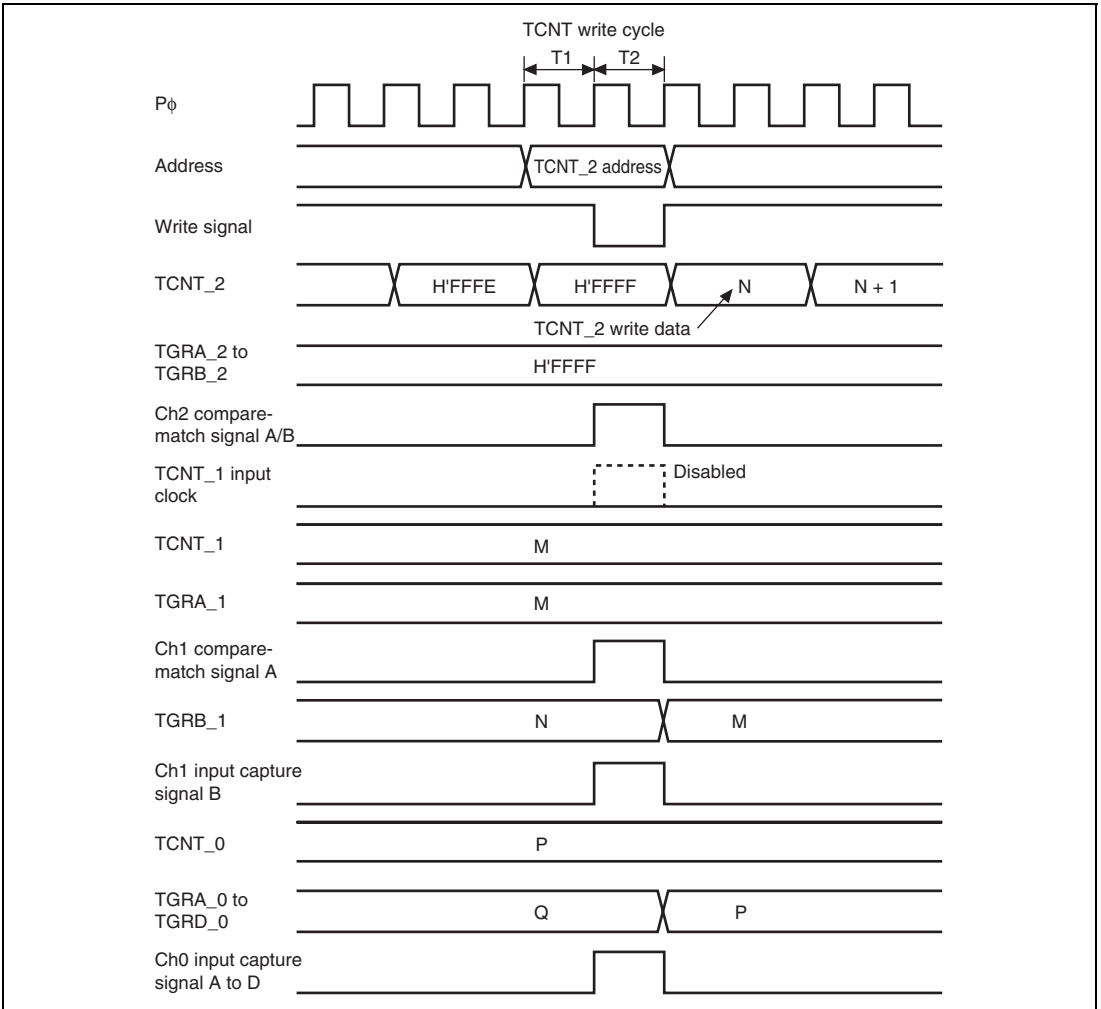 TCNT write cycle
T1 T2
Pϕ
Address
TCNT_2 address
Write signal
TCNT_2
H'FFFE H'FFFF N N + 1
TCNT_2 write data
TGRA_2 to
TGRB_2
H'FFFF
Ch2 compare-
match signal A/B
TCNT_1 input
clock
Disabled
TCNT_1
M
TGRA_1
M
Ch1 compare-
match signal A
TGRB_1
N M
Ch1 input capture
signal B
TCNT_0
P
TGRA_0 to
TGRD_0
Q P
Ch0 input capture
signal A to D